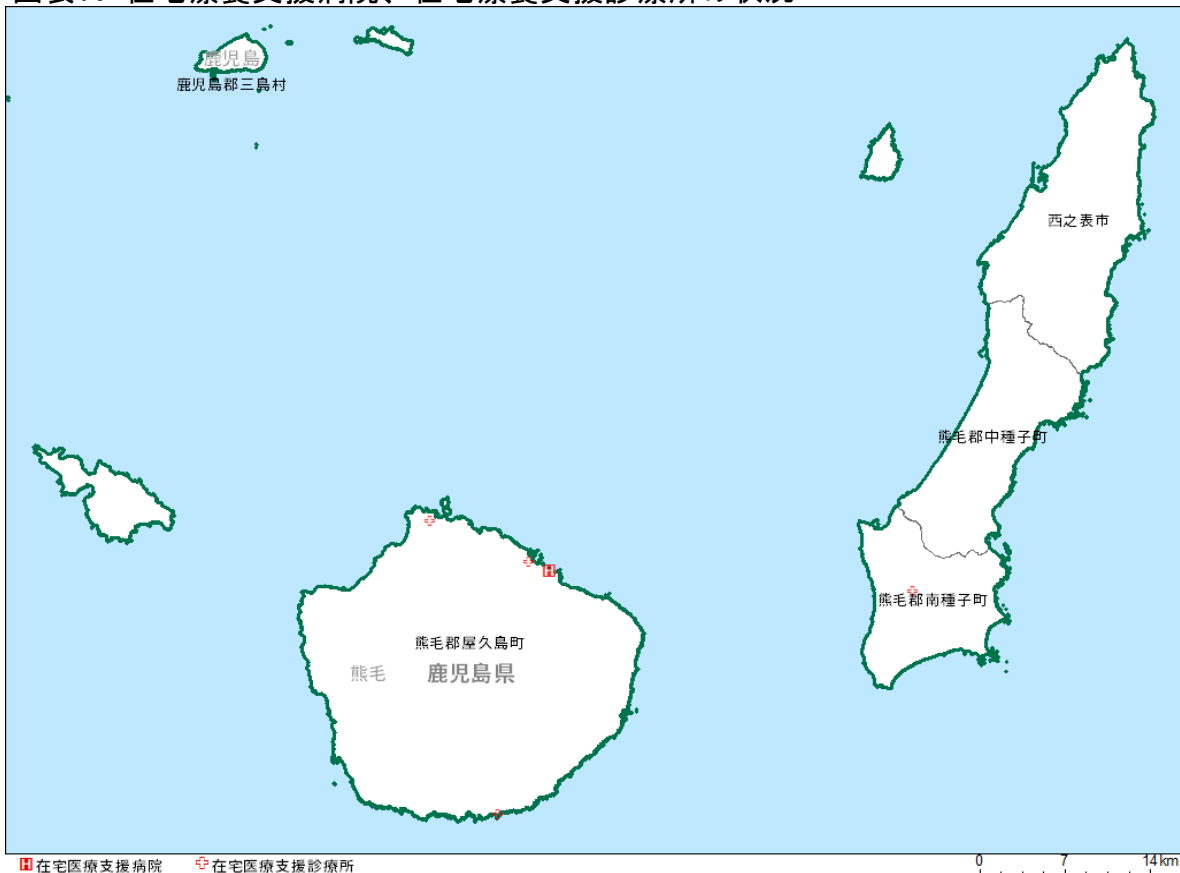 鹿児島
鹿児島郡三島村
西之表市
熊毛郡中種子町
熊毛郡南種子町
熊毛郡屋久島町
熊毛 鹿児島県
H 在宅医療支援病院 在宅医療支援診療所
0 7 14km